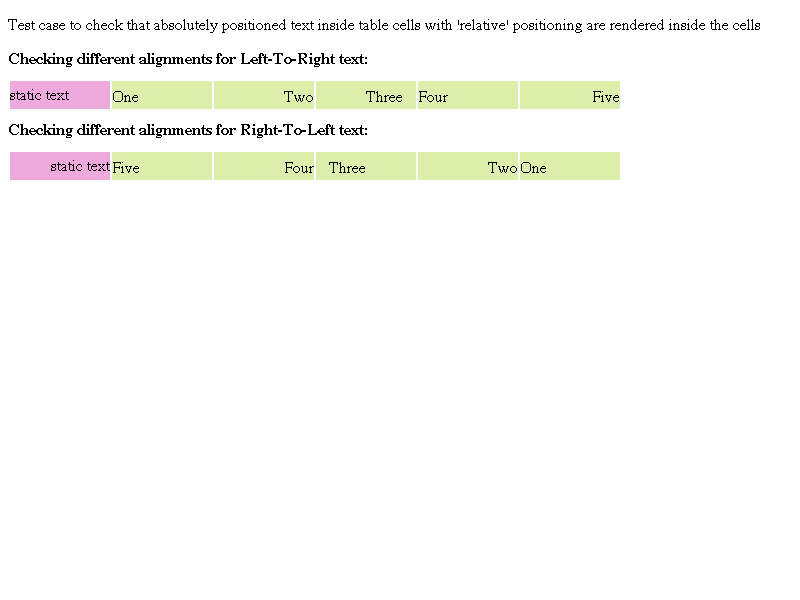 Test case to check that absolutely positioned text inside table cells with 'relative' positioning are rendered inside the cells
Checking different alignments for Left-To-Right text:
static text One Two Three Four Five
Checking different alignments for Right-To-Left text:
static text Five Four Three Two One